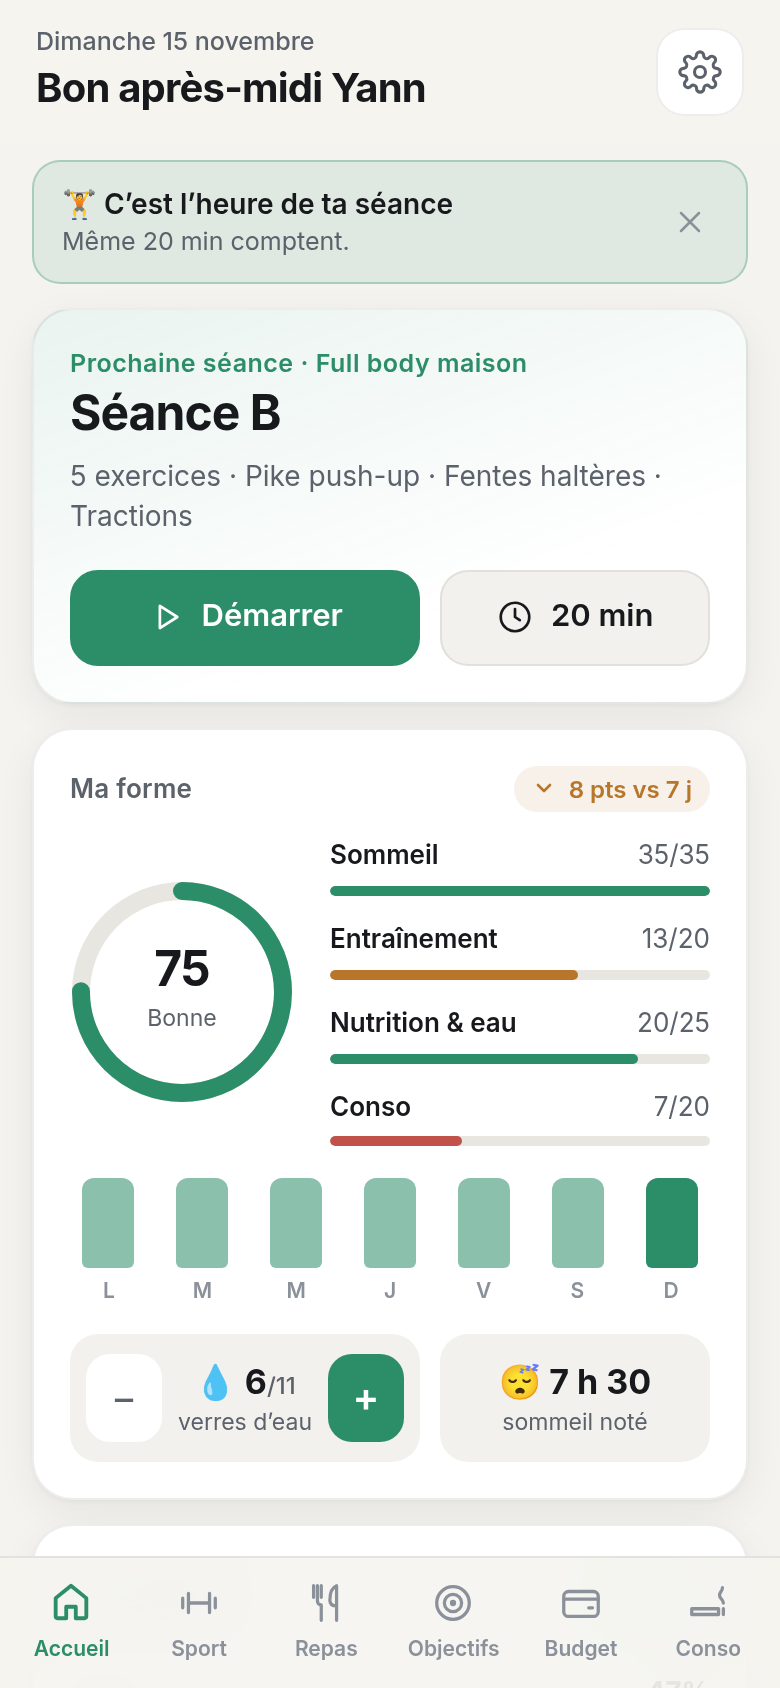 Dimanche 15 novembre
Bon après-midi Yann
🏋️ C’est l’heure de ta séance
Même 20 min comptent.
Prochaine séance · Full body maison
Séance B
5 exercices · Pike push-up · Fentes haltères ·
Tractions
Démarrer
20 min
Ma forme
8 pts vs 7 j
75
Bonne
Sommeil 35/35
Entraînement 13/20
Nutrition & eau 20/25
Conso 7/20
L M M J V S D
− 💧 6/11 +
verres d’eau
😴 7 h 30
sommeil noté
47%
Accueil Sport Repas Objectifs Budget Conso